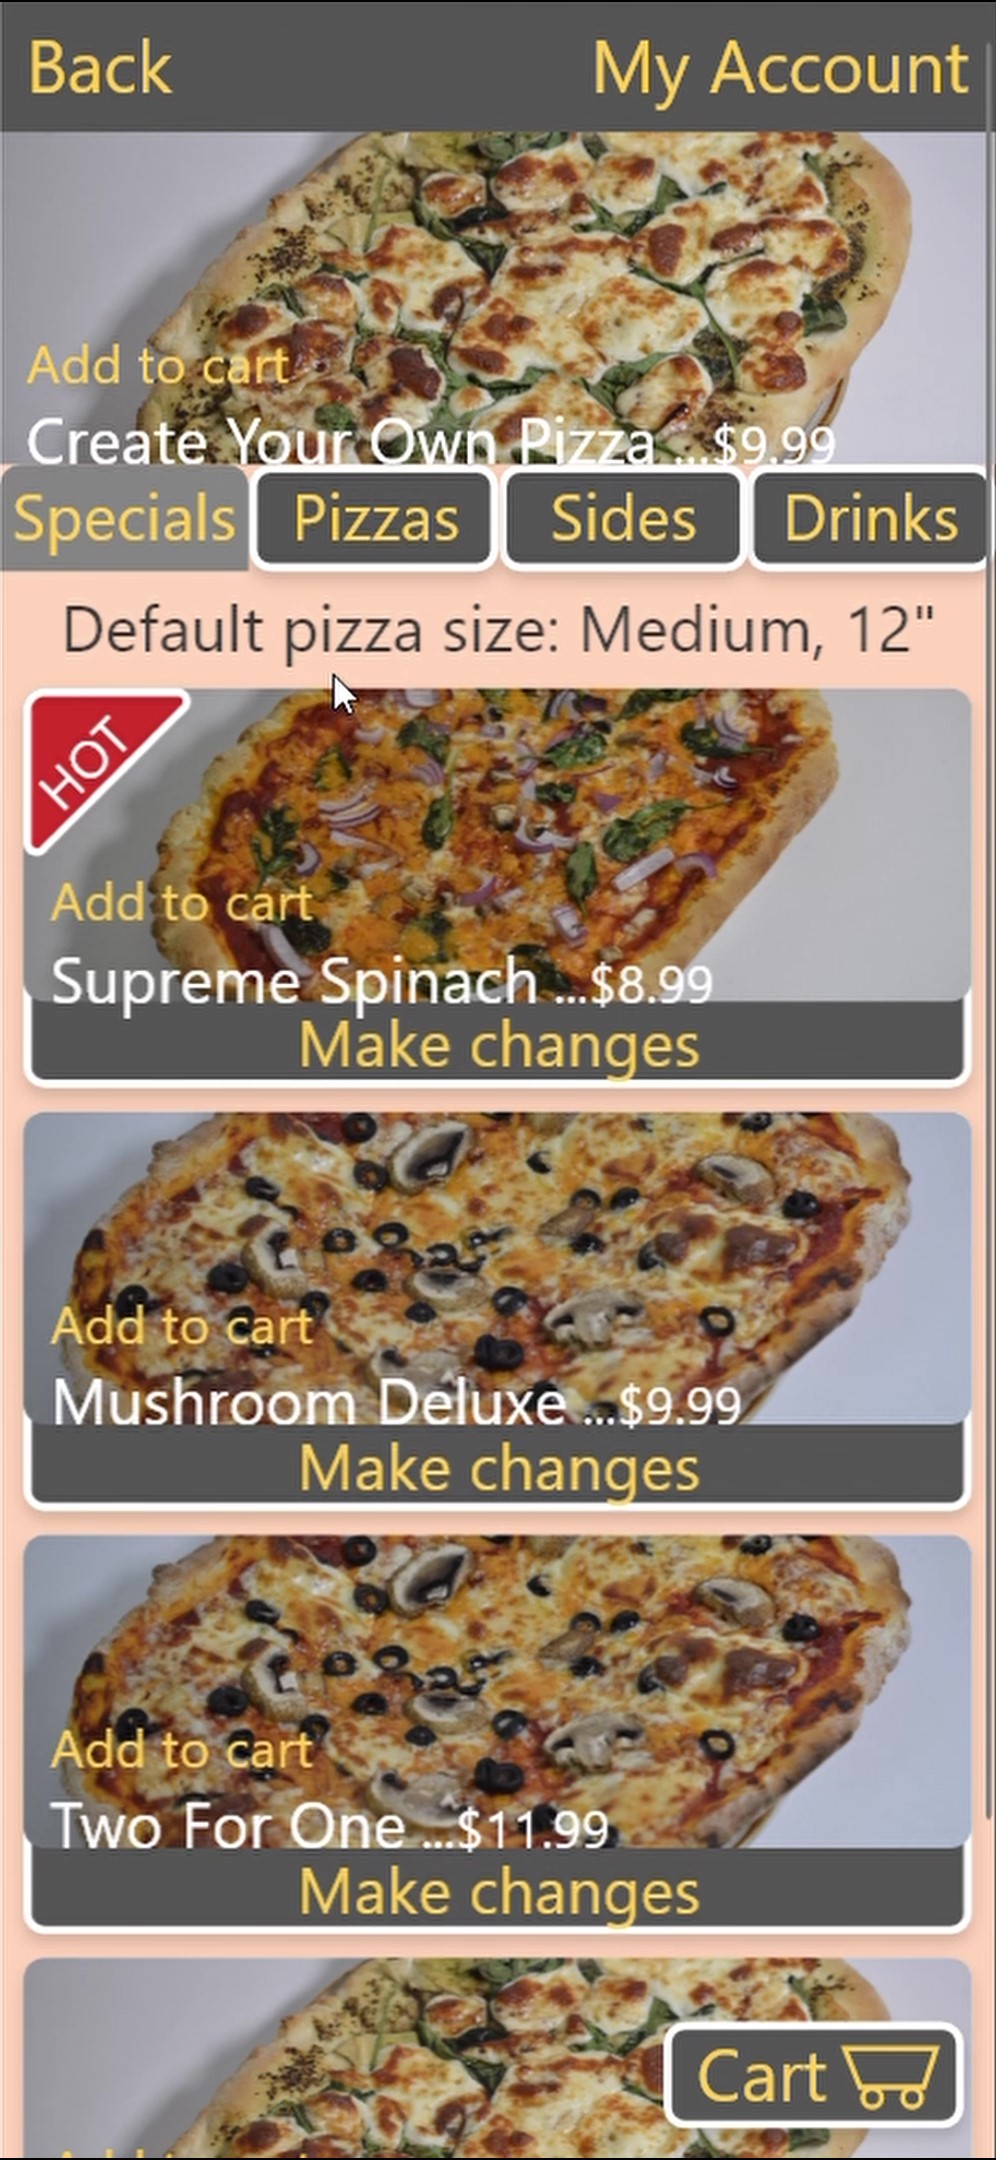 Back My Account
Add to cart
Create Your Own Pizza ...$9.99
Specials Pizzas Sides Drinks
Default pizza size: Medium, 12"
HOT
Add to cart
Supreme Spinach ...$8.99
Make changes
Add to cart
Mushroom Deluxe ...$9.99
Make changes
Add to cart
Two For One ...$11.99
Make changes
Cart